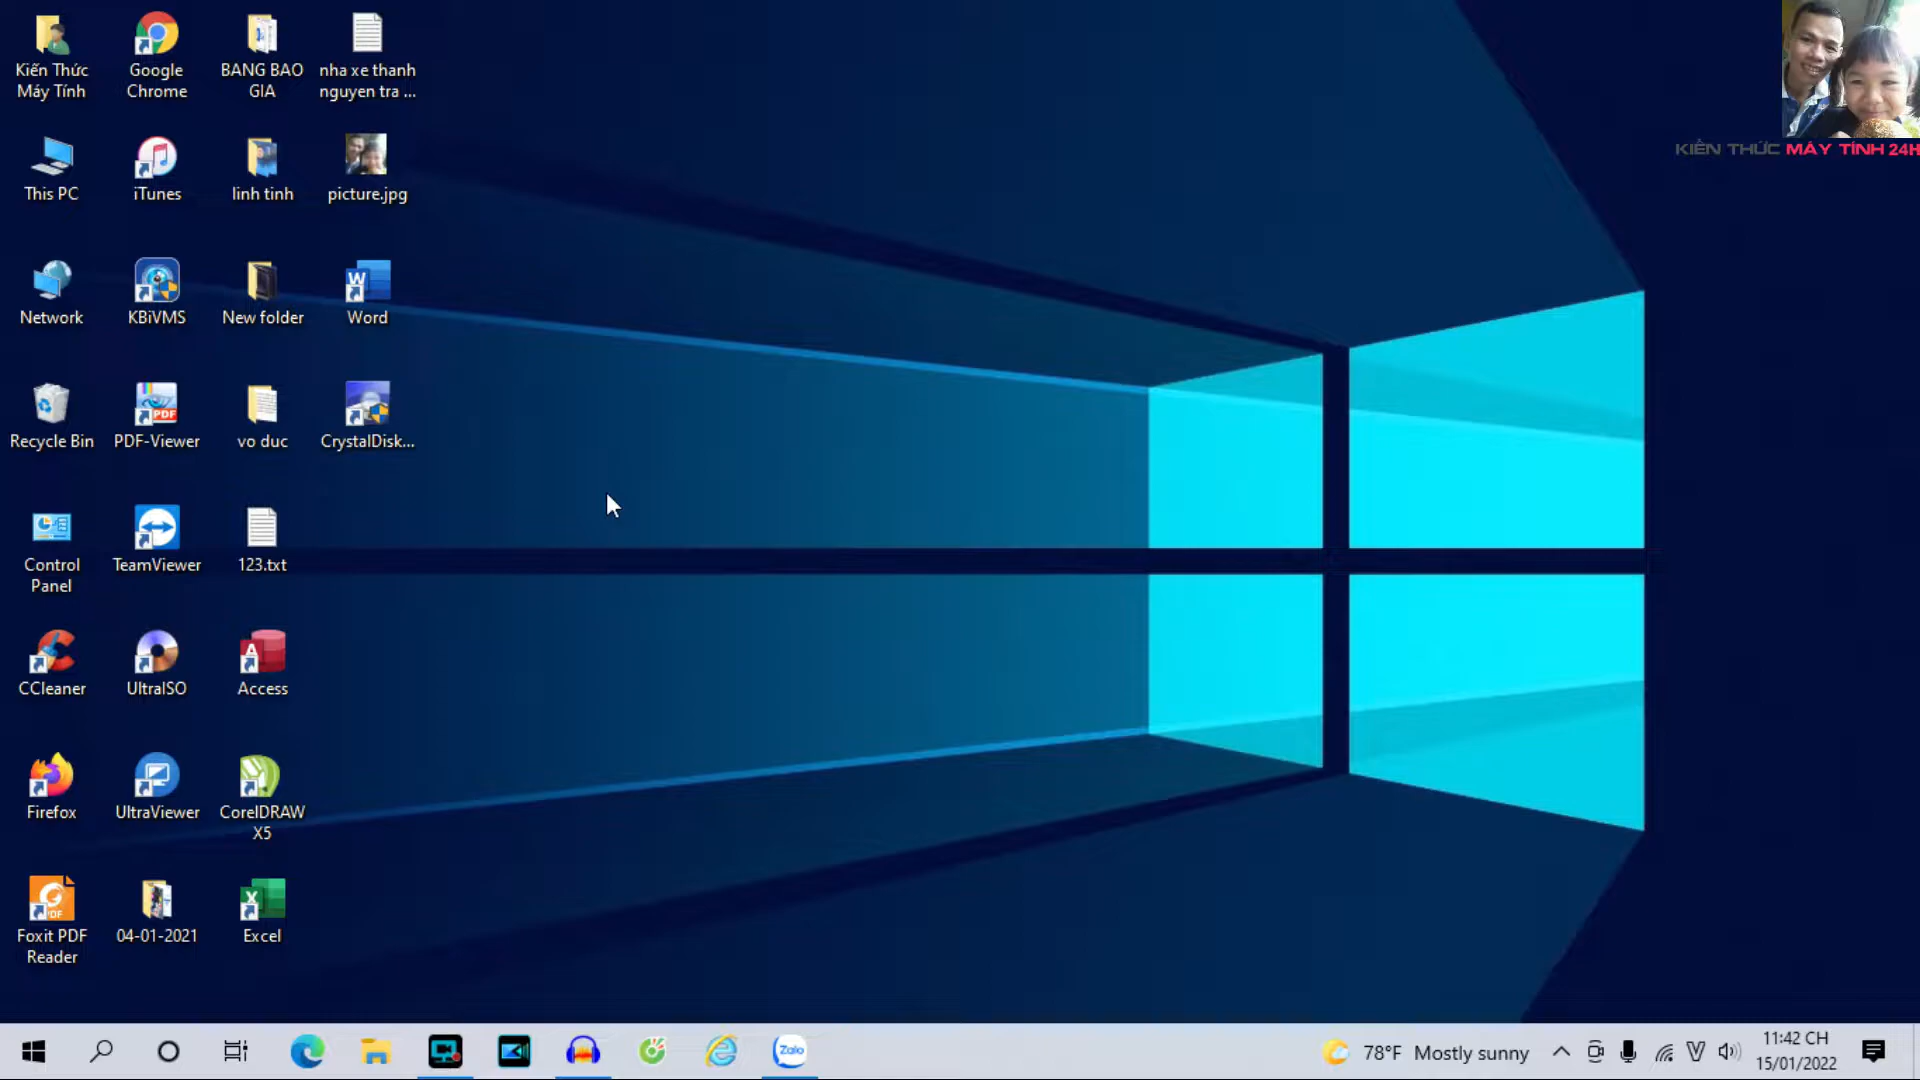 Kiến Thức
Máy Tính
Google
Chrome
BANG BAO
GIA
nha xe thanh
nguyen tra ...
This PC
iTunes
linh tinh
picture.jpg
Network
KBiVMS
New folder
Word
Recycle Bin
PDF-Viewer
vo duc
CrystalDisk...
Control
Panel
TeamViewer
123.txt
CCleaner
UltraISO
Access
Firefox
UltraViewer
CorelDRAW
X5
Foxit PDF
Reader
04-01-2021
Excel
KIẾN THỨC MÁY TÍNH 24H
Zalo
78°F Mostly sunny
V
11:42 CH
15/01/2022